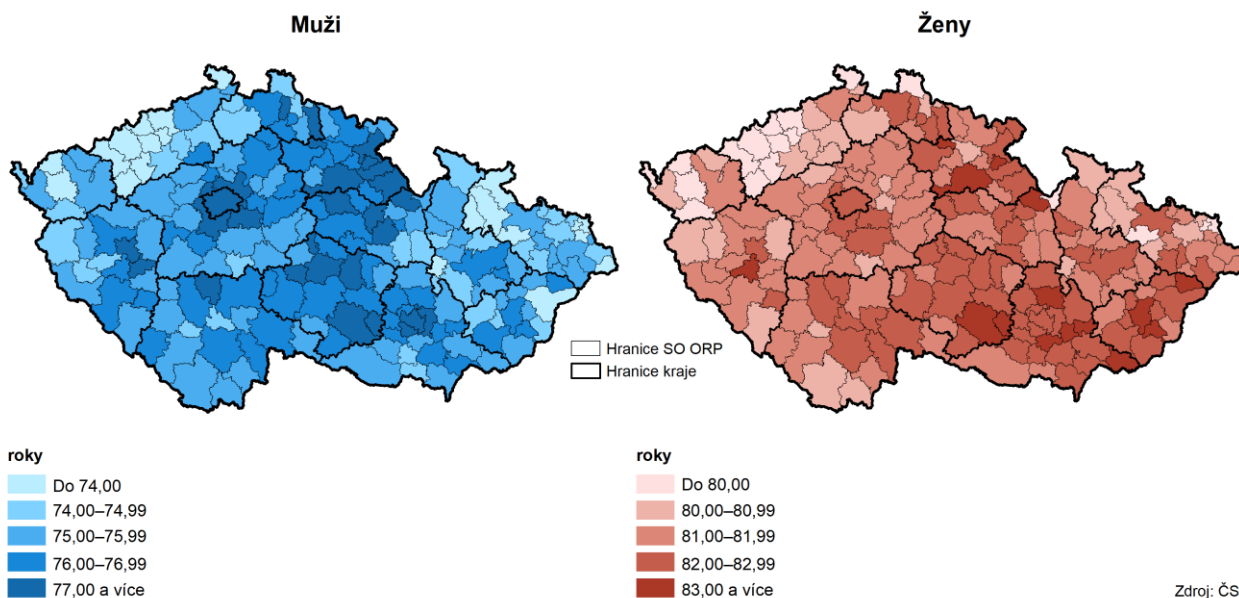 Muži
Ženy
Hranice SO ORP
Hranice kraje
roky
Do 74,00
74,00–74,99
75,00–75,99
76,00–76,99
77,00 a více
roky
Do 80,00
80,00–80,99
81,00–81,99
82,00–82,99
83,00 a více
Zdroj: ČS